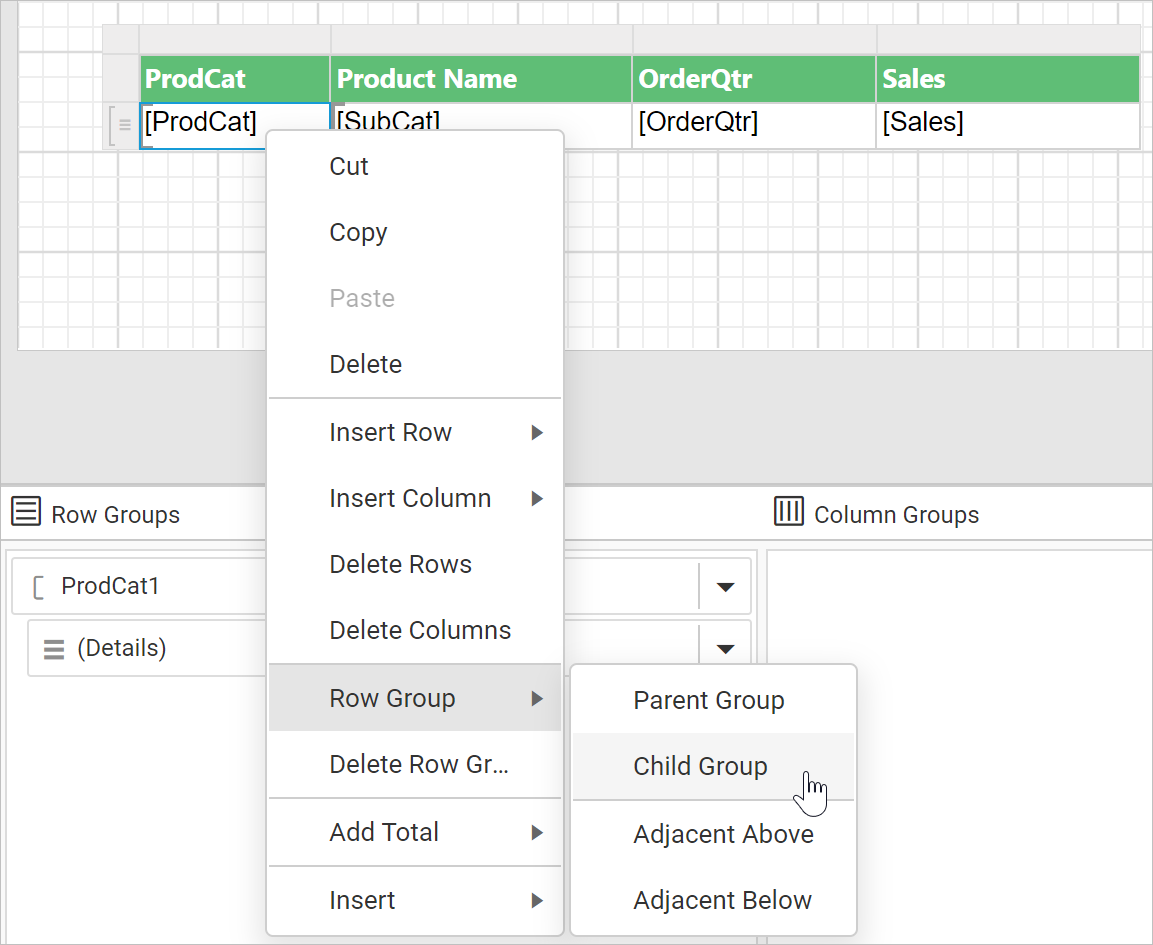 ProdCat Product Name OrderQtr Sales
[ProdCat] [SubCat] [OrderQtr] [Sales]
Cut
Copy
Paste
Delete
Insert Row
Insert Column
Delete Rows
Delete Columns
Row Group
Delete Row Gr...
Add Total
Insert
Parent Group
Child Group
Adjacent Above
Adjacent Below
Row Groups
ProdCat1
(Details)
Column Groups